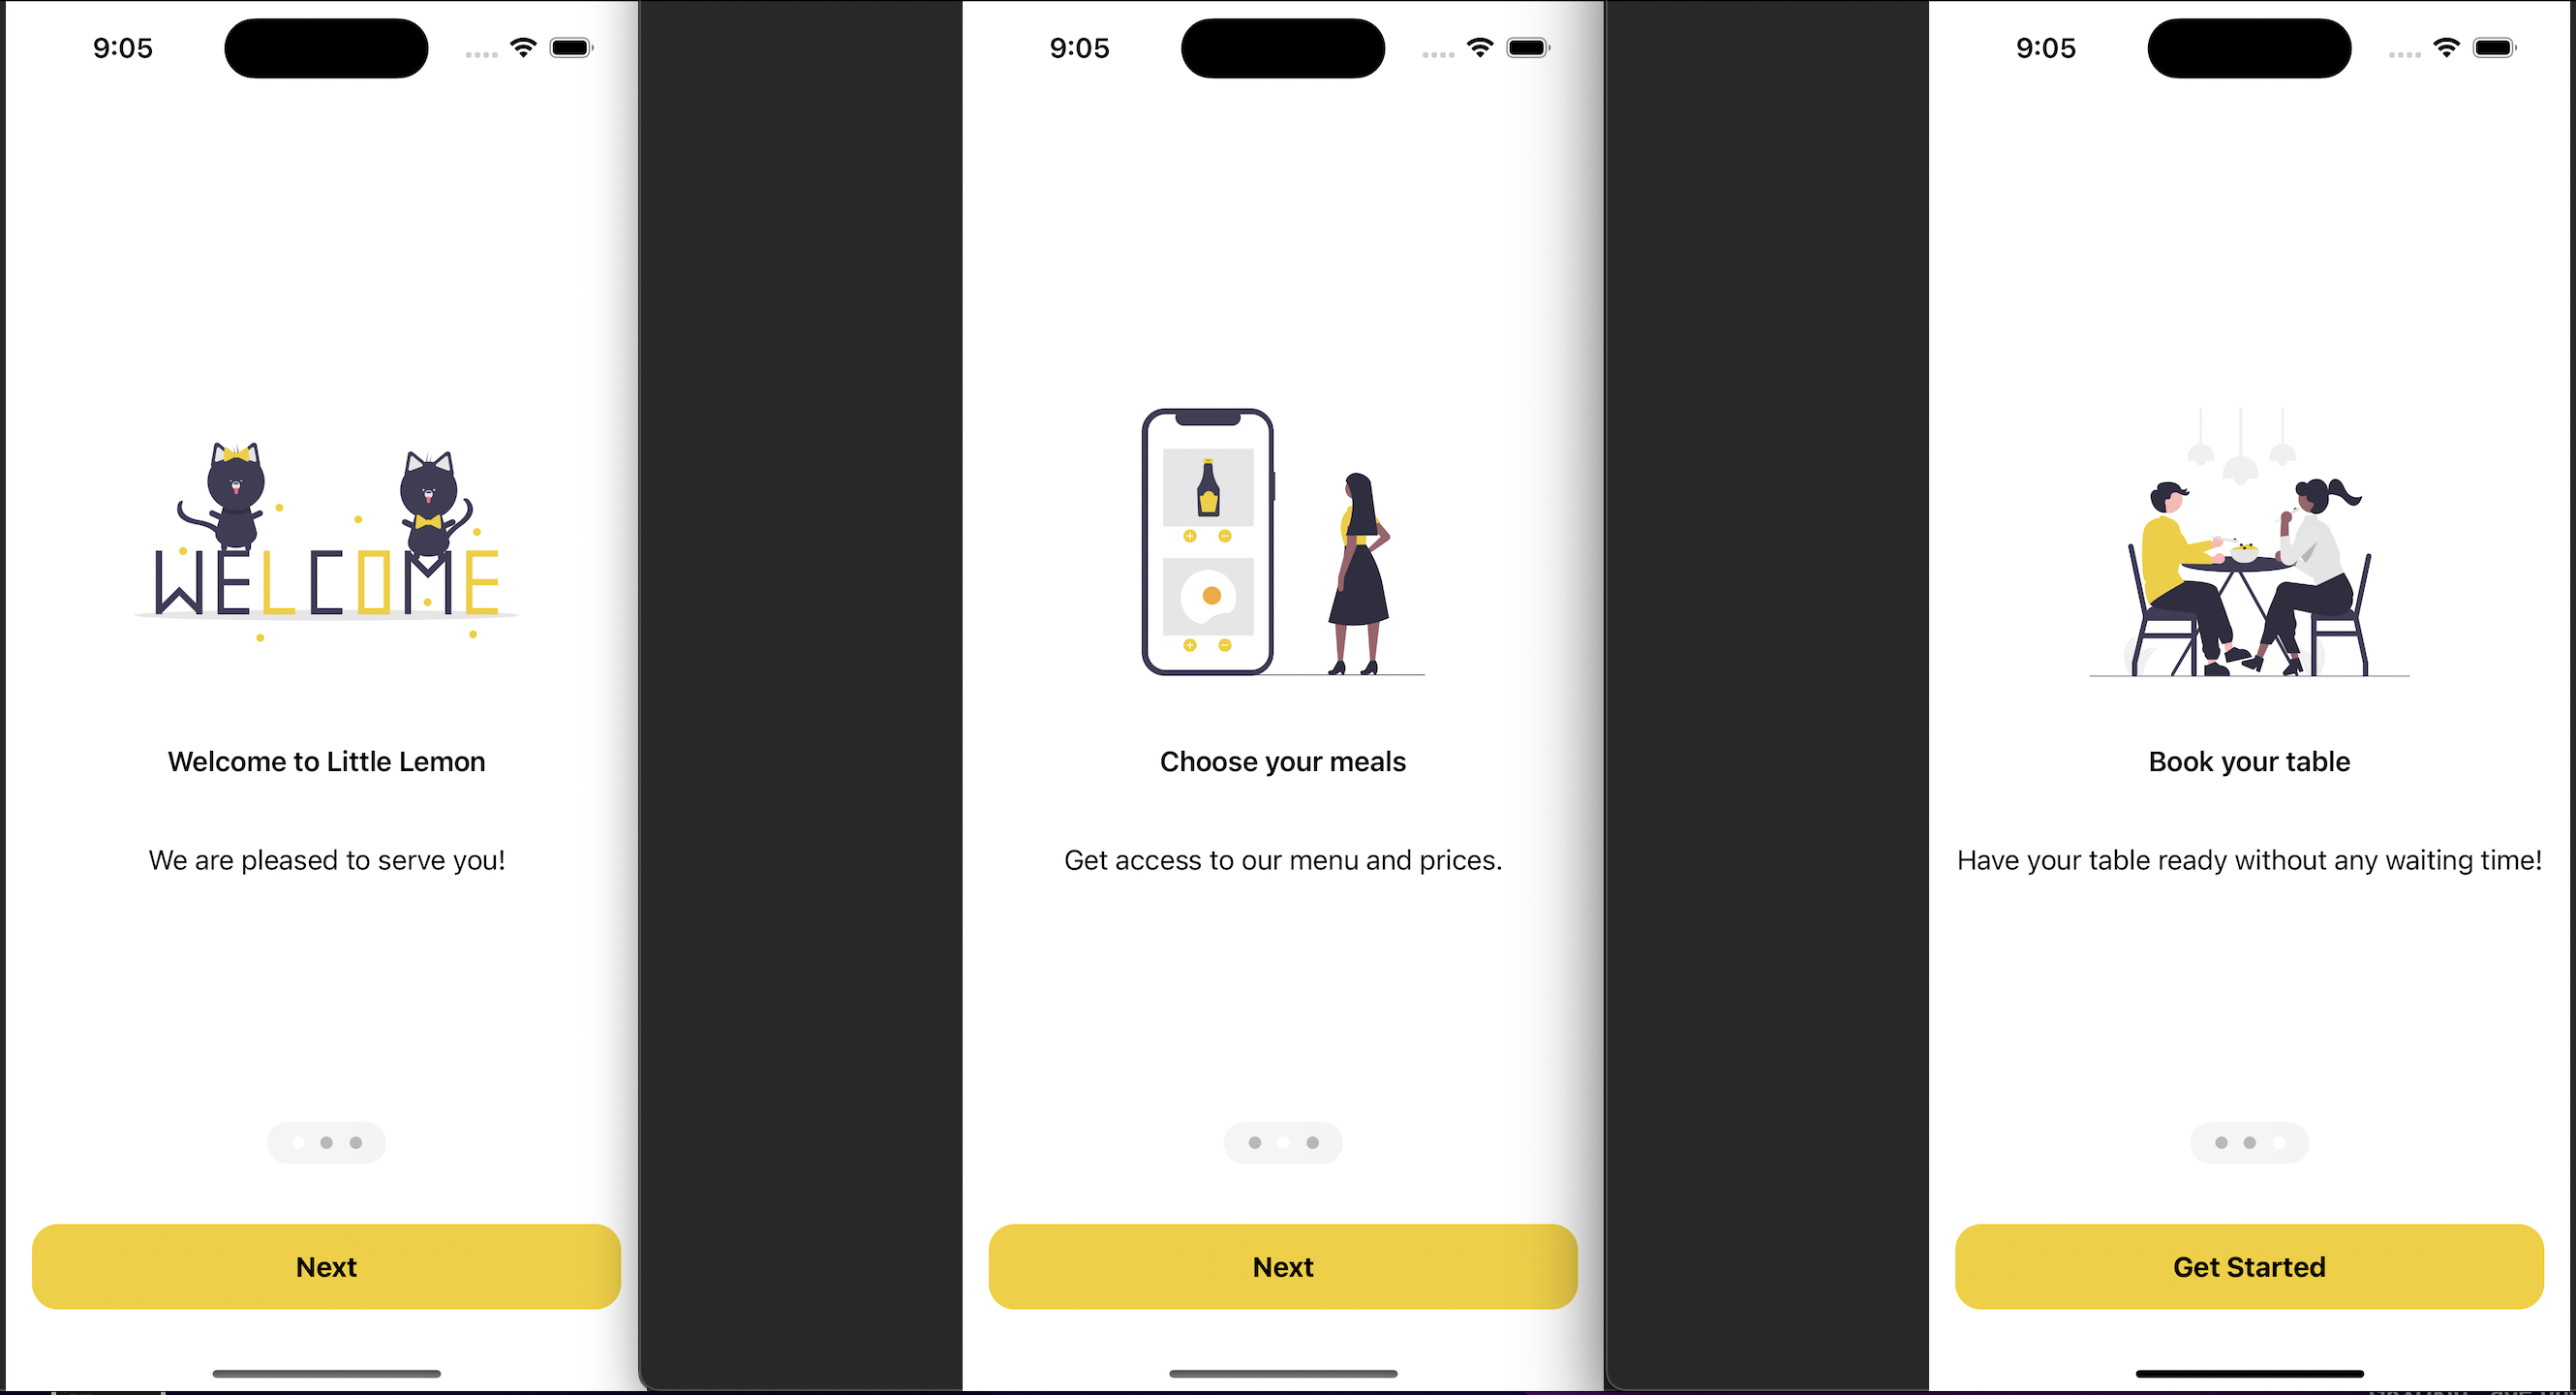 9:05
WELCOME
Welcome to Little Lemon
We are pleased to serve you!
Next
9:05
Choose your meals
Get access to our menu and prices.
Next
9:05
Book your table
Have your table ready without any waiting time!
Get Started